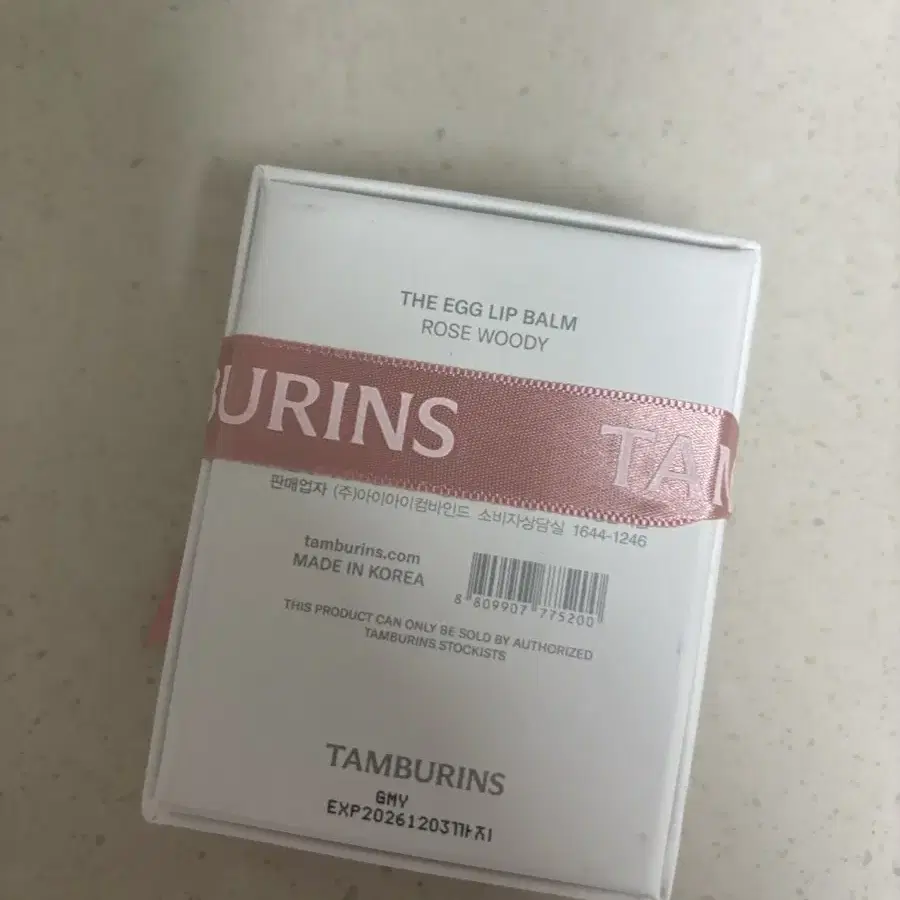 THE EGG LIP BALM
ROSE WOODY
BURINS TA
판매업자 (주)아이아이컴바인드 소비자상담실 1644-1246
tamburins.com
MADE IN KOREA
8 809907 775200
THIS PRODUCT CAN ONLY BE SOLD BY AUTHORIZED
TAMBURINS STOCKISTS
TAMBURINS
GMY
EXP20261203까지